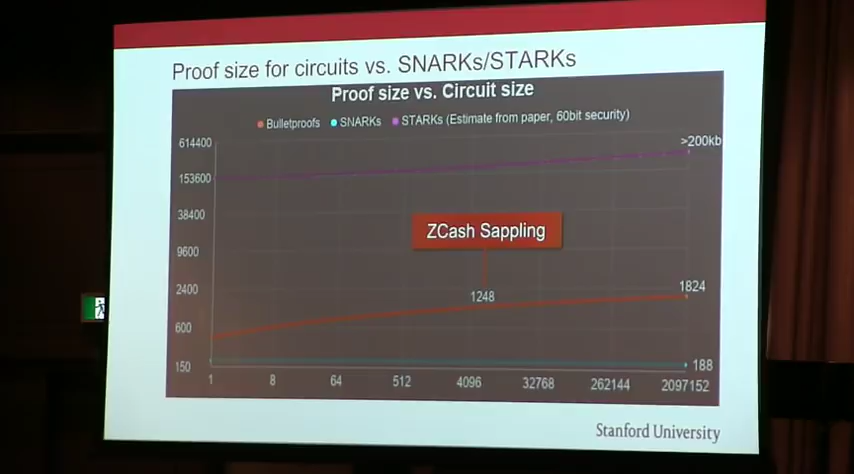 Proof size for circuits vs. SNARKs/STARKs
Proof size vs. Circuit size
Bulletproofs SNARKs STARKs (Estimate from paper, 60bit security)
614400
>200kb
153600
38400
ZCash Sappling
9600
2400
1248
1824
600
150
188
1 8 64 512 4096 32768 262144 2097152
Stanford University